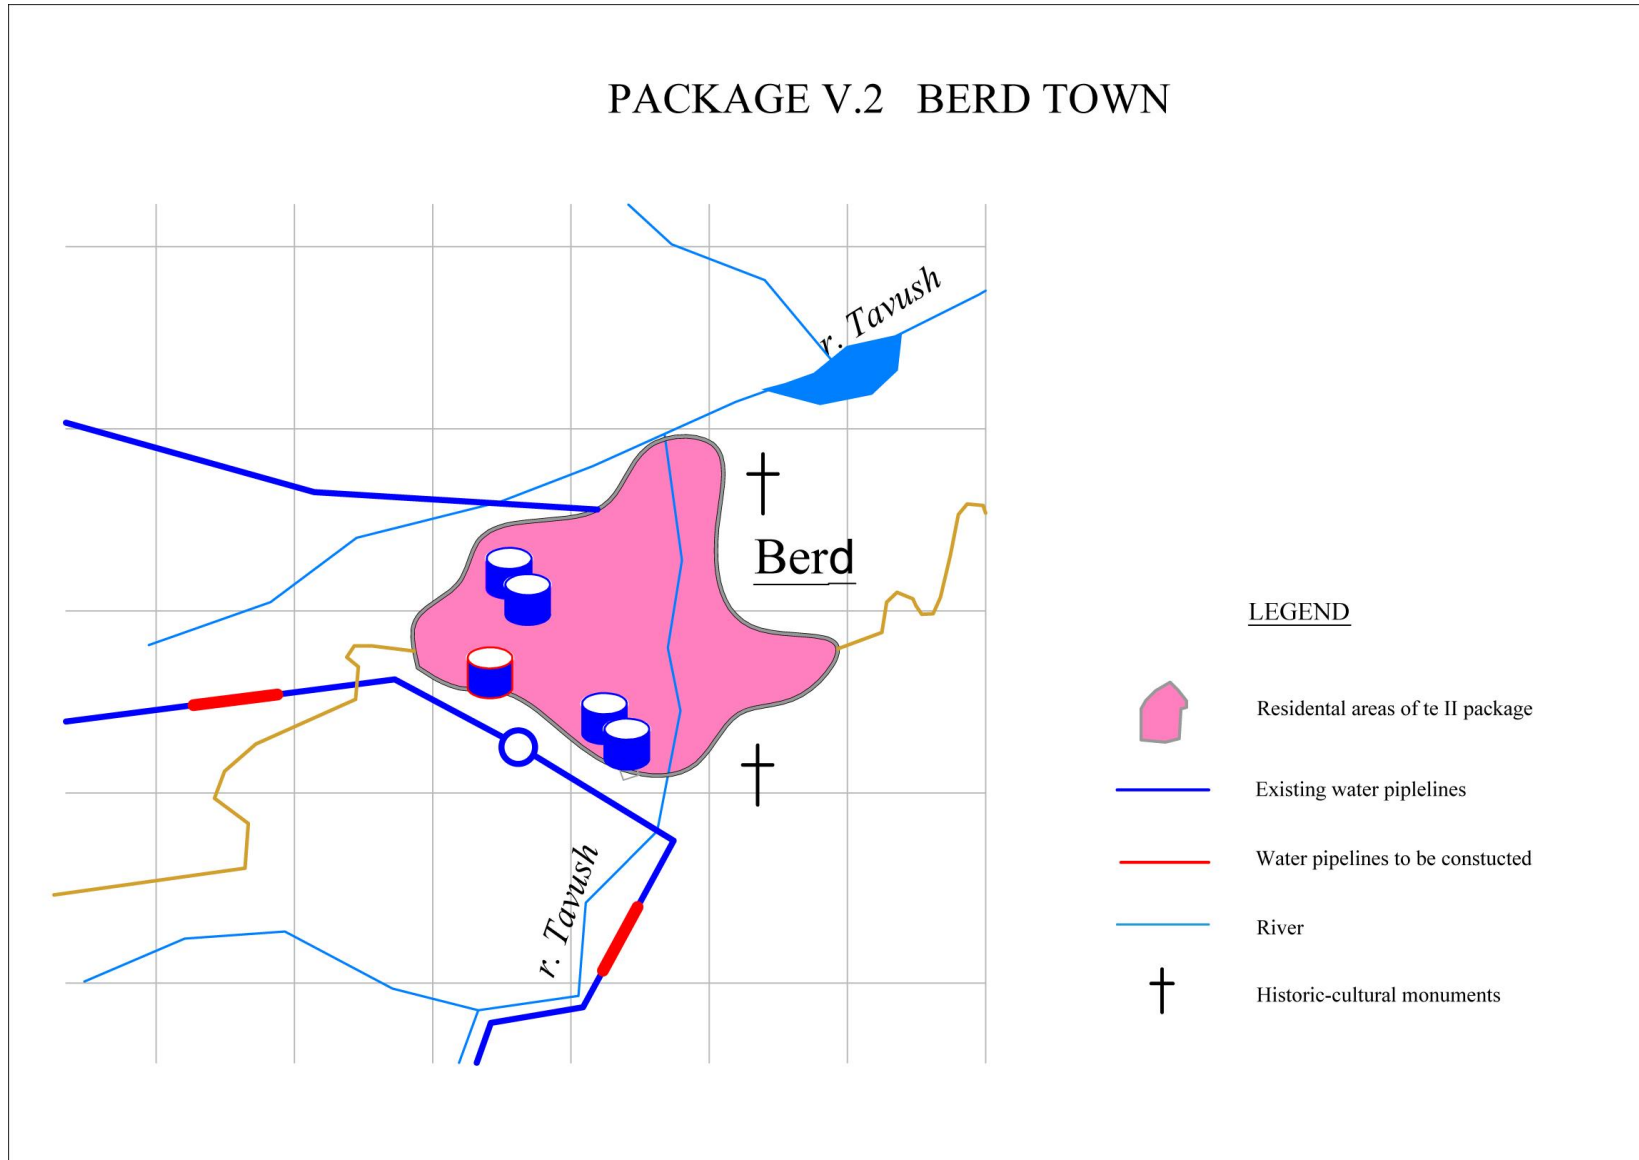 PACKAGE V.2   BERD TOWN
r. Tavush
Berd
r. Tavush
LEGEND
Residental areas of te II package
Existing water piplelines
Water pipelines to be constucted
River
Historic-cultural monuments